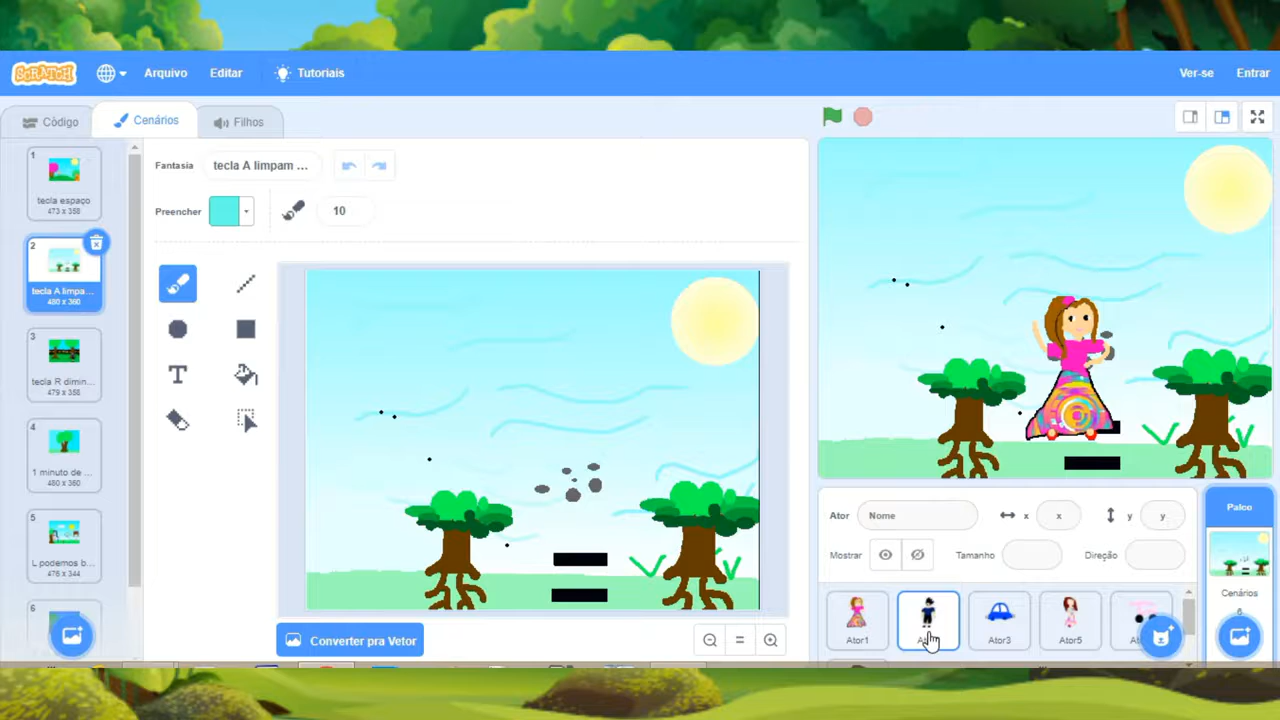 SCRATCH
Arquivo
Editar
Tutoriais
Ver-se
Entrar
Código
Cenários
Filhos
1
tecla espaço
473 x 358
2
tecla A limpa...
480 x 360
3
tecla R dimin...
479 x 358
4
1 minuto de ...
480 x 360
5
L podemos b...
476 x 344
6
Fantasia
tecla A limpam ...
Preencher
10
T
Converter pra Vetor
Ator
Nome
x
x
y
y
Mostrar
Tamanho
Direção
Ator1
Ator3
Ator5
Palco
Cenários